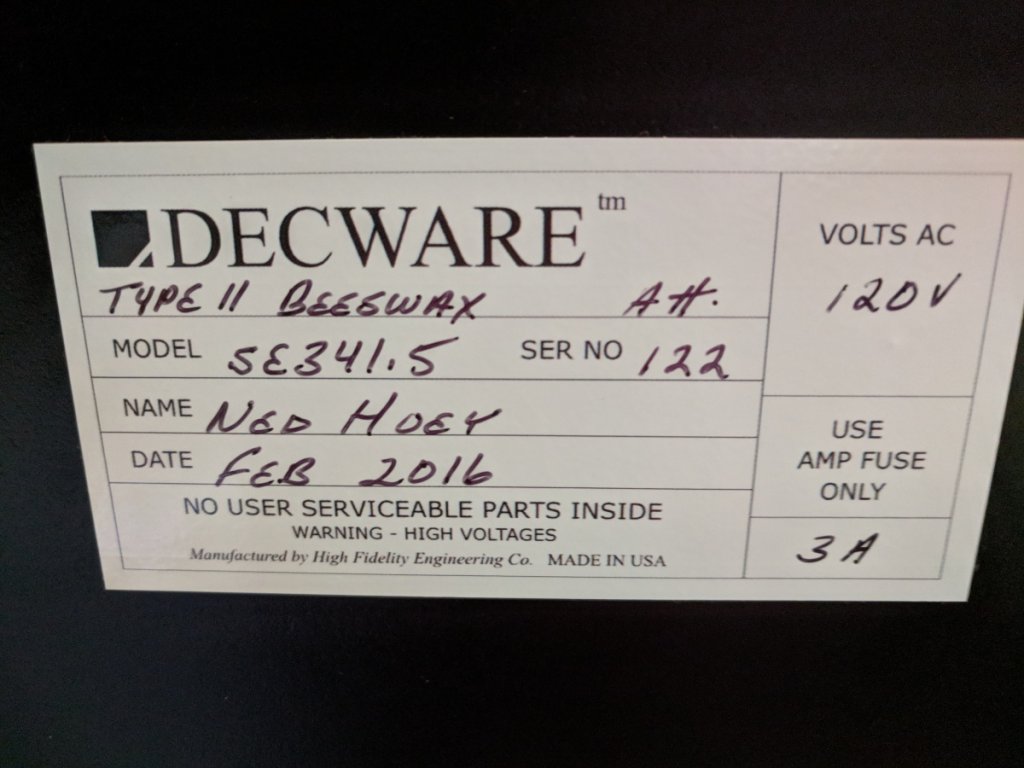 DECWARE tm
TYPE II BEESWAX A H.
MODEL SE341.5 SER NO 122
NAME NED HOEY
DATE FEB 2016
NO USER SERVICEABLE PARTS INSIDE
WARNING - HIGH VOLTAGES
Manufactured by High Fidelity Engineering Co. MADE IN USA
VOLTS AC
120V
USE
AMP FUSE
ONLY
3A